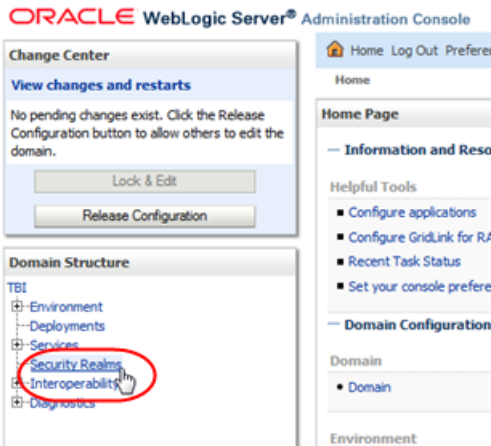 ORACLE WebLogic Server® Administration Console
Change Center
View changes and restarts
No pending changes exist. Click the Release
Configuration button to allow others to edit the
domain.
Lock & Edit
Release Configuration
Domain Structure
TBI
Environment
Deployments
Services
Security Realms
Interoperability
Diagnostics
Home Log Out Prefere
Home
Home Page
Information and Reso
Helpful Tools
Configure applications
Configure GridLink for RA
Recent Task Status
Set your console prefere
Domain Configuration
Domain
Domain
Environment